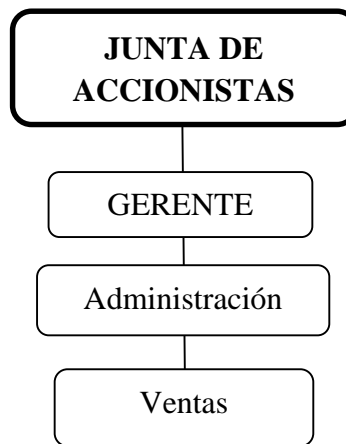 JUNTA DE
ACCIONISTAS
GERENTE
Administración
Ventas